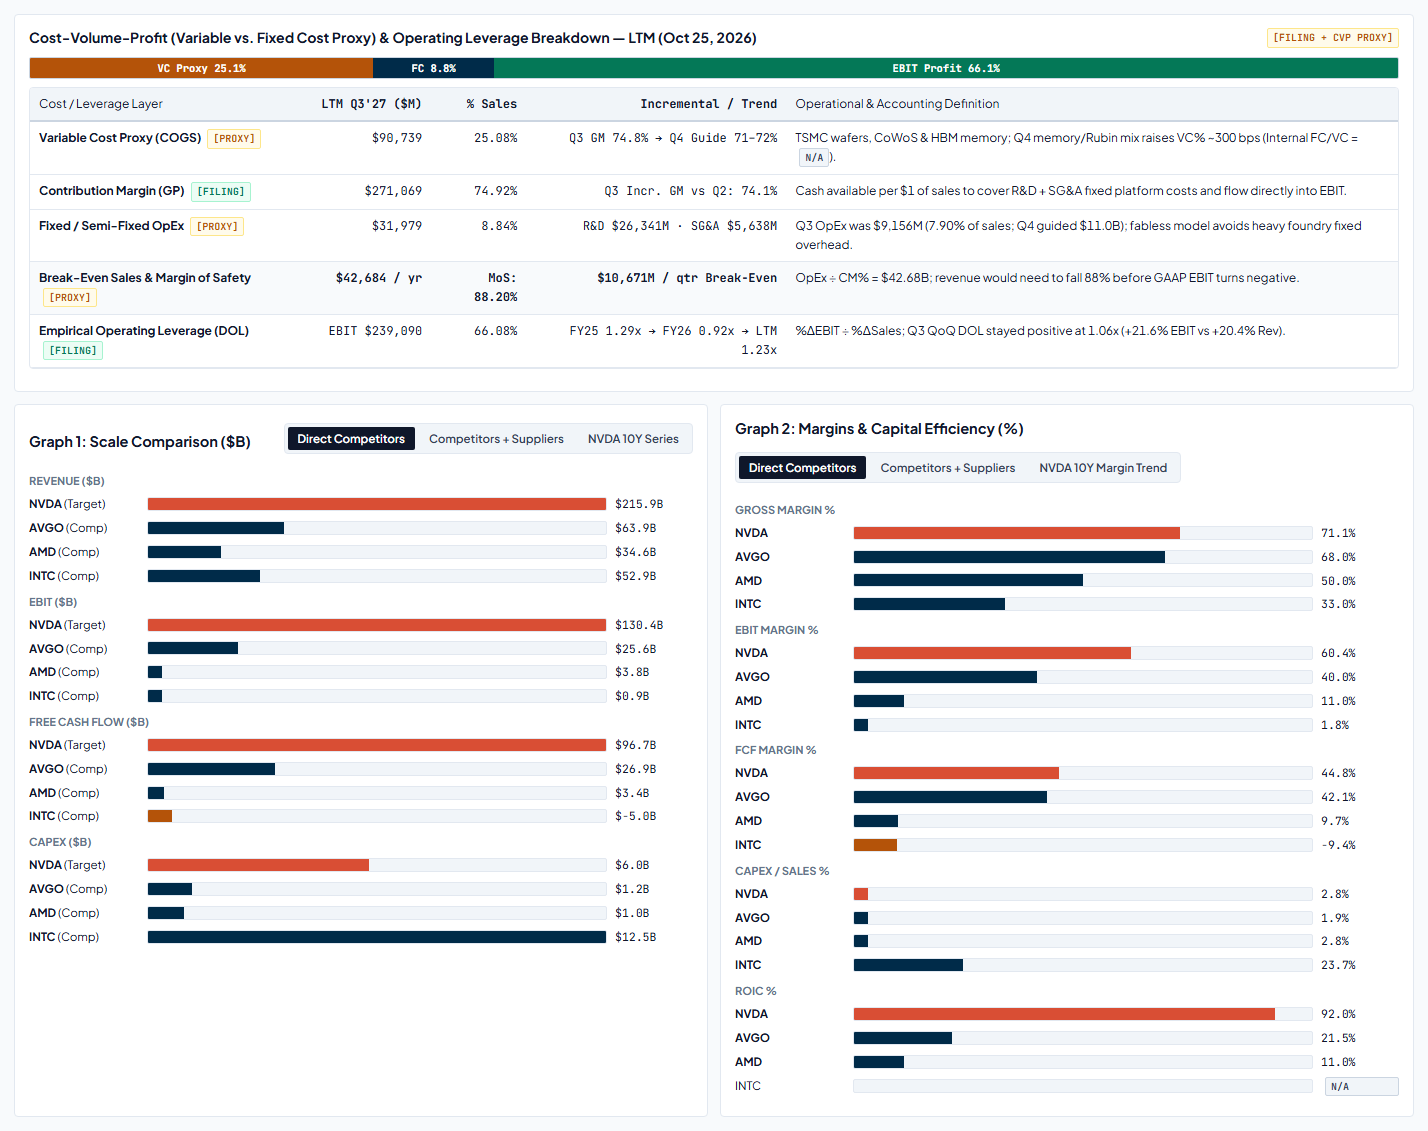 Cost-Volume-Profit (Variable vs. Fixed Cost Proxy) & Operating Leverage Breakdown — LTM (Oct 25, 2026)
[FILING + CVP PROXY]
VC Proxy 25.1%
FC 8.8%
EBIT Profit 66.1%
Cost / Leverage Layer
LTM Q3'27 ($M)
% Sales
Incremental / Trend
Operational & Accounting Definition
Variable Cost Proxy (COGS) [PROXY]
$90,739
25.08%
Q3 GM 74.8% → Q4 Guide 71–72%
TSMC wafers, CoWoS & HBM memory; Q4 memory/Rubin mix raises VC% ~300 bps (Internal FC/VC =
N/A ).
Contribution Margin (GP) [FILING]
$271,069
74.92%
Q3 Incr. GM vs Q2: 74.1%
Cash available per $1 of sales to cover R&D + SG&A fixed platform costs and flow directly into EBIT.
Fixed / Semi-Fixed OpEx [PROXY]
$31,979
8.84%
R&D $26,341M · SG&A $5,638M
Q3 OpEx was $9,156M (7.90% of sales; Q4 guided $11.0B); fabless model avoids heavy foundry fixed
overhead.
Break-Even Sales & Margin of Safety
[PROXY]
$42,684 / yr
MoS:
88.20%
$10,671M / qtr Break-Even
OpEx ÷ CM% = $42.68B; revenue would need to fall 88% before GAAP EBIT turns negative.
Empirical Operating Leverage (DOL)
[FILING]
EBIT $239,090
66.08%
FY25 1.29x → FY26 0.92x → LTM
1.23x
%ΔEBIT ÷ %ΔSales; Q3 QoQ DOL stayed positive at 1.06x (+21.6% EBIT vs +20.4% Rev).
Graph 1: Scale Comparison ($B)
Direct Competitors
Competitors + Suppliers
NVDA 10Y Series
REVENUE ($B)
NVDA (Target) $215.9B
AVGO (Comp) $63.9B
AMD (Comp) $34.6B
INTC (Comp) $52.9B
EBIT ($B)
NVDA (Target) $130.4B
AVGO (Comp) $25.6B
AMD (Comp) $3.8B
INTC (Comp) $0.9B
FREE CASH FLOW ($B)
NVDA (Target) $96.7B
AVGO (Comp) $26.9B
AMD (Comp) $3.4B
INTC (Comp) $-5.0B
CAPEX ($B)
NVDA (Target) $6.0B
AVGO (Comp) $1.2B
AMD (Comp) $1.0B
INTC (Comp) $12.5B
Graph 2: Margins & Capital Efficiency (%)
Direct Competitors
Competitors + Suppliers
NVDA 10Y Margin Trend
GROSS MARGIN %
NVDA 71.1%
AVGO 68.0%
AMD 50.0%
INTC 33.0%
EBIT MARGIN %
NVDA 60.4%
AVGO 40.0%
AMD 11.0%
INTC 1.8%
FCF MARGIN %
NVDA 44.8%
AVGO 42.1%
AMD 9.7%
INTC -9.4%
CAPEX / SALES %
NVDA 2.8%
AVGO 1.9%
AMD 2.8%
INTC 23.7%
ROIC %
NVDA 92.0%
AVGO 21.5%
AMD 11.0%
INTC N/A